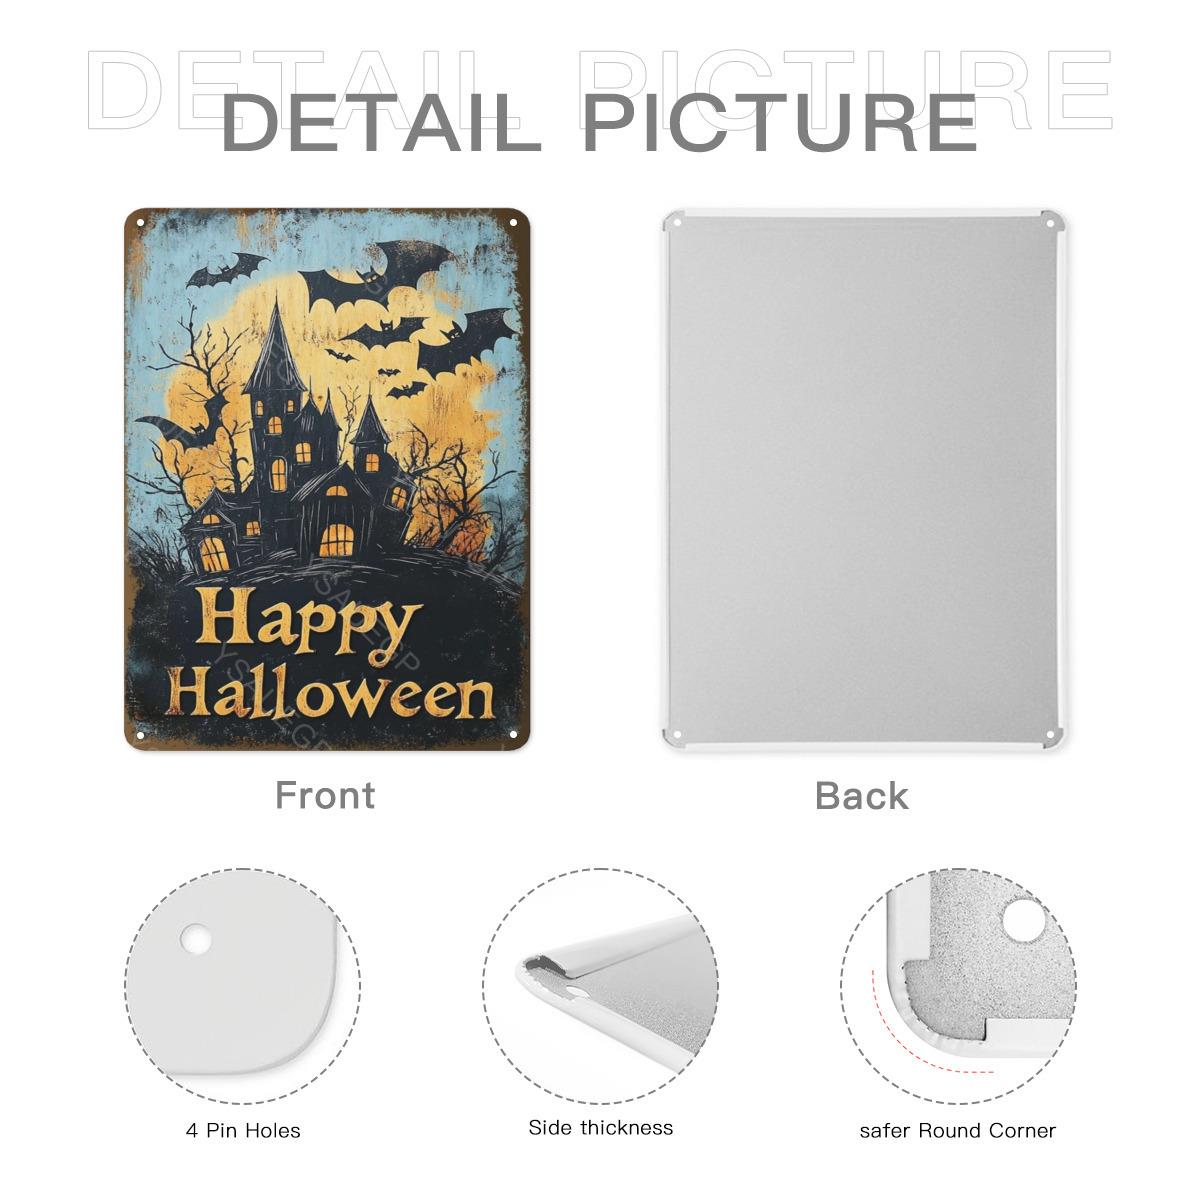 DETAIL PICTURE
DETAIL PICTURE
Happy
Halloween
Front
Back
4 Pin Holes
Side thickness
safer Round Corner